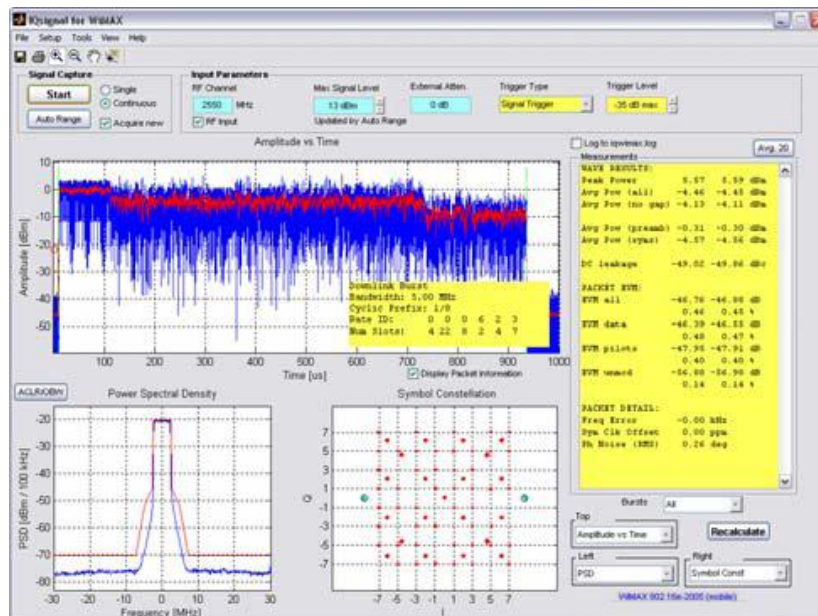 IQsignal for WiMAX
File Setup Tools View Help
Signal Capture
Start
Single
Continuous
Auto Range
Acquire new
Input Parameters
RF Channel
2550 MHz
RF Input
Max Signal Level
13 dBm
Updated by Auto Range
External Atten.
0 dB
Trigger Type
Signal Trigger
Trigger Level
-35 dB max
Amplitude vs Time
Amplitude [dBm]
10
0
-10
-20
-30
-40
-50
100 200 300 400 500 600 700 800 900 1000
Time [us]
Downlink Burst
Bandwidth: 5.00 MHz
Cyclic Prefix: 1/8
Rate ID: 0 0 0 6 2 3
Num Slots: 4 22 8 2 4 7
Display Packet Information
Log to
Avg. 20
Measurements
WAVE RESULTS:
Peak Power 5.57 5.59 dBm
Avg Pow (all) -4.46 -4.45 dBm
Avg Pow (no gap) -4.13 -4.11 dBm
Avg Pow (preamb) -0.31 -0.30 dBm
Avg Pow (syms) -4.57 -4.56 dBm
DC leakage -49.02 -49.86 dBc
PACKET EVM:
EVM all -46.76 -46.88 dB
0.46 0.45 %
EVM data -46.39 -46.55 dB
0.48 0.47 %
EVM pilots -47.95 -47.91 dB
0.40 0.40 %
EVM unmod -56.88 -56.98 dB
0.14 0.14 %
PACKET DETAIL:
Freq Error -0.00 kHz
Sym Clk Offset 0.00 ppm
Ph Noise (RMS) 0.26 deg
ACLR/OBW
Power Spectral Density
PSD [dBm / 100 kHz]
-20
-30
-40
-50
-60
-70
-80
-30 -20 -10 0 10 20 30
Frequency [MHz]
Symbol Constellation
Q
7
5
3
1
-1
-3
-5
-7
-7 -5 -3 -1 1 3 5 7
I
Bursts All
Top
Amplitude vs Time
Recalculate
Left
PSD
Right
Symbol Const
WiMAX 802.16e-2005 (mobile)